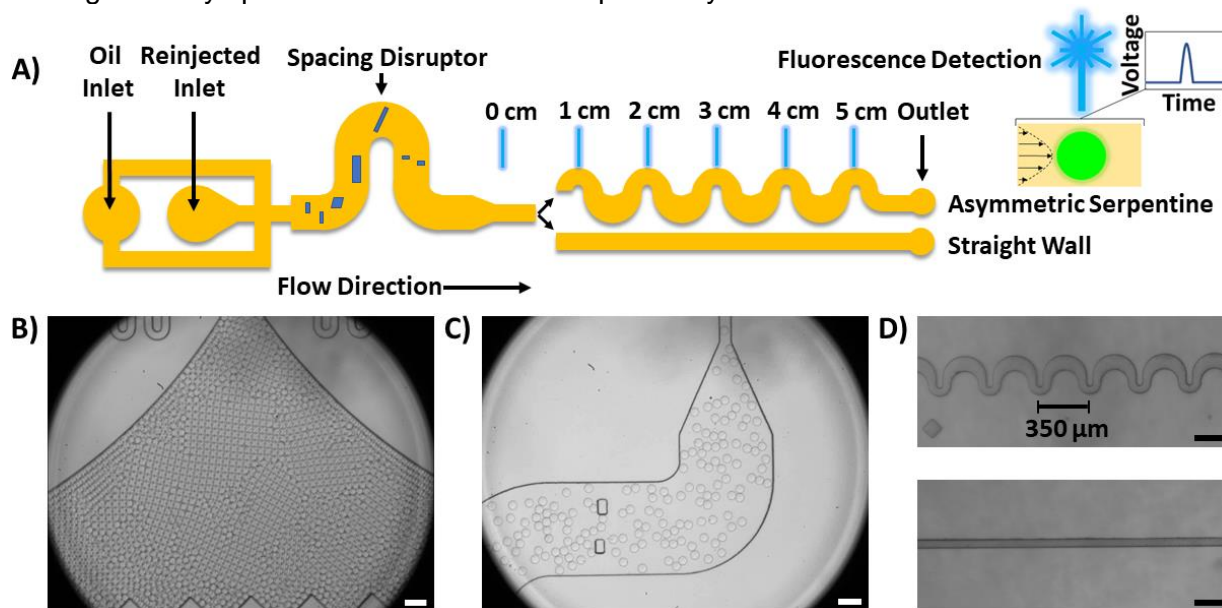 A)
Oil
Inlet
Reinjected
Inlet
Spacing Disruptor
Fluorescence Detection
Voltage
Time
0 cm 1 cm 2 cm 3 cm 4 cm 5 cm Outlet
Asymmetric Serpentine
Straight Wall
Flow Direction
B)
C)
D)
350 µm